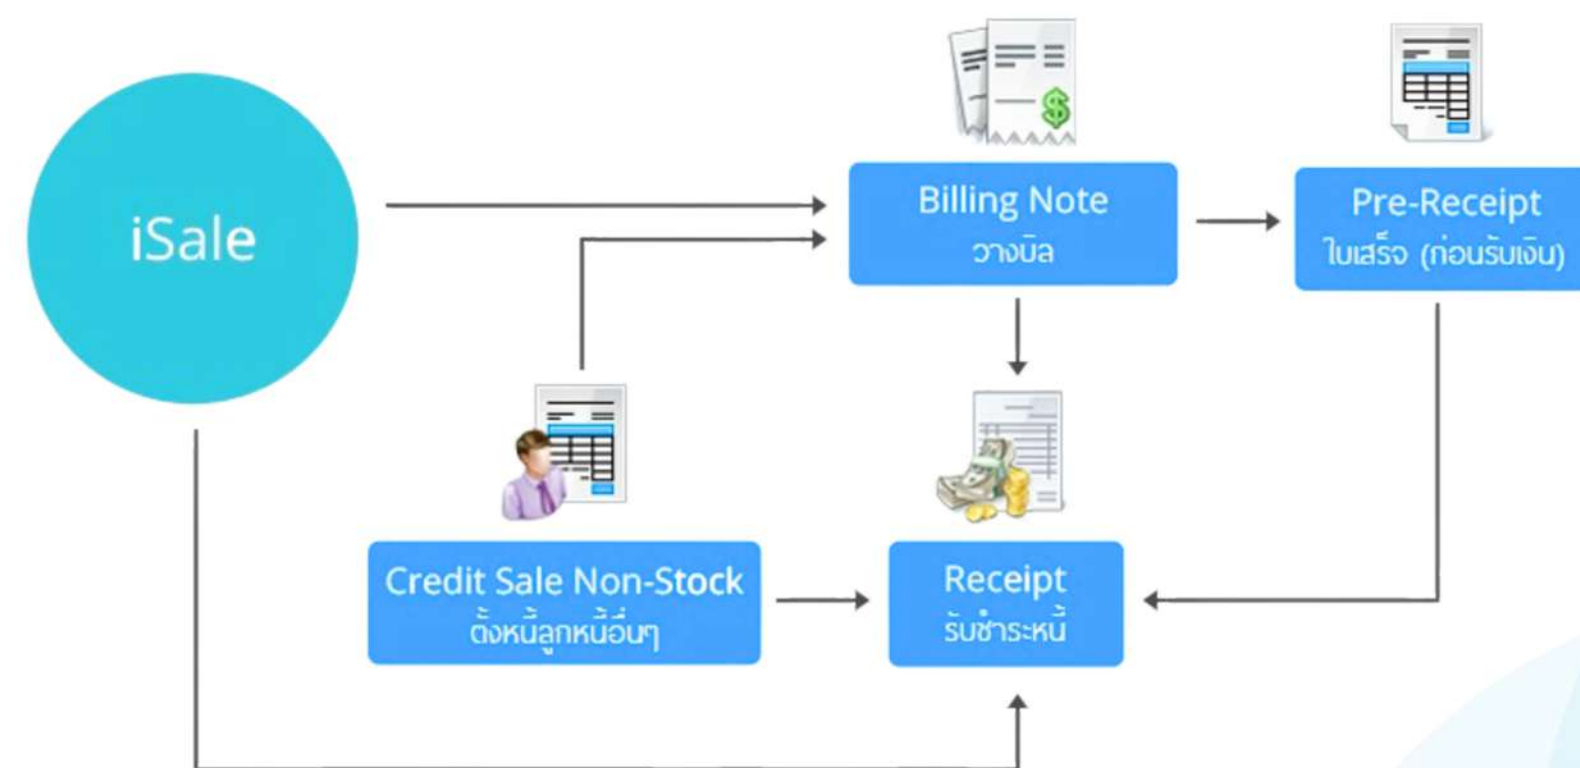 iSale
Billing Note
วางบิล
Pre-Receipt
ใบเสร็จ (ก่อนรับเงิน)
Credit Sale Non-Stock
ตั้งหนี้ลูกหนี้อื่นๆ
Receipt
รับชำระหนี้